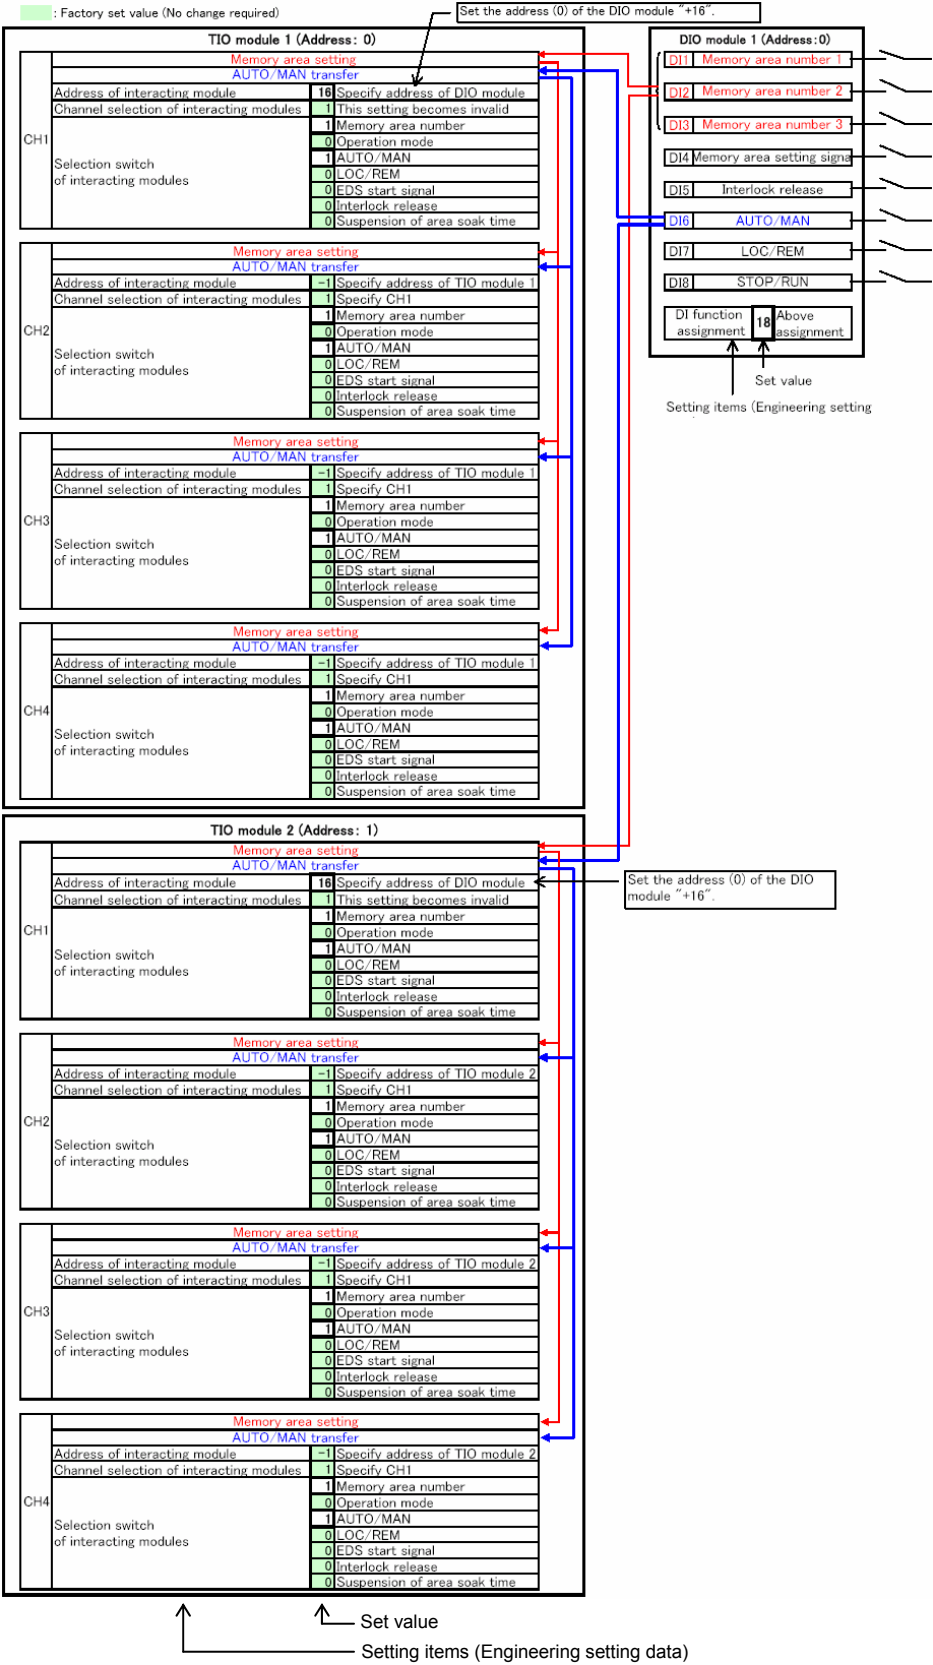 : Factory set value (No change required)
Set the address (0) of the DIO module "+16".
TIO module 1 (Address: 0)
Memory area setting
AUTO/MAN transfer
CH1
Address of interacting module 16 Specify address of DIO module
Channel selection of interacting modules 1 This setting becomes invalid
Selection switch
of interacting modules
1 Memory area number
0 Operation mode
1 AUTO/MAN
0 LOC/REM
0 EDS start signal
0 Interlock release
0 Suspension of area soak time
Memory area setting
AUTO/MAN transfer
CH2
Address of interacting module -1 Specify address of TIO module 1
Channel selection of interacting modules 1 Specify CH1
Selection switch
of interacting modules
1 Memory area number
0 Operation mode
1 AUTO/MAN
0 LOC/REM
0 EDS start signal
0 Interlock release
0 Suspension of area soak time
Memory area setting
AUTO/MAN transfer
CH3
Address of interacting module -1 Specify address of TIO module 1
Channel selection of interacting modules 1 Specify CH1
Selection switch
of interacting modules
1 Memory area number
0 Operation mode
1 AUTO/MAN
0 LOC/REM
0 EDS start signal
0 Interlock release
0 Suspension of area soak time
Memory area setting
AUTO/MAN transfer
CH4
Address of interacting module -1 Specify address of TIO module 1
Channel selection of interacting modules 1 Specify CH1
Selection switch
of interacting modules
1 Memory area number
0 Operation mode
1 AUTO/MAN
0 LOC/REM
0 EDS start signal
0 Interlock release
0 Suspension of area soak time
DIO module 1 (Address:0)
DI1 Memory area number 1
DI2 Memory area number 2
DI3 Memory area number 3
DI4 Memory area setting signa
DI5 Interlock release
DI6 AUTO/MAN
DI7 LOC/REM
DI8 STOP/RUN
DI function
assignment
18
Above
assignment
Set value
Setting items (Engineering setting
TIO module 2 (Address: 1)
Memory area setting
AUTO/MAN transfer
CH1
Address of interacting module 16 Specify address of DIO module
Channel selection of interacting modules 1 This setting becomes invalid
Selection switch
of interacting modules
1 Memory area number
0 Operation mode
1 AUTO/MAN
0 LOC/REM
0 EDS start signal
0 Interlock release
0 Suspension of area soak time
Set the address (0) of the DIO
module "+16".
Memory area setting
AUTO/MAN transfer
CH2
Address of interacting module -1 Specify address of TIO module 2
Channel selection of interacting modules 1 Specify CH1
Selection switch
of interacting modules
1 Memory area number
0 Operation mode
1 AUTO/MAN
0 LOC/REM
0 EDS start signal
0 Interlock release
0 Suspension of area soak time
Memory area setting
AUTO/MAN transfer
CH3
Address of interacting module -1 Specify address of TIO module 2
Channel selection of interacting modules 1 Specify CH1
Selection switch
of interacting modules
1 Memory area number
0 Operation mode
1 AUTO/MAN
0 LOC/REM
0 EDS start signal
0 Interlock release
0 Suspension of area soak time
Memory area setting
AUTO/MAN transfer
CH4
Address of interacting module -1 Specify address of TIO module 2
Channel selection of interacting modules 1 Specify CH1
Selection switch
of interacting modules
1 Memory area number
0 Operation mode
1 AUTO/MAN
0 LOC/REM
0 EDS start signal
0 Interlock release
0 Suspension of area soak time
Set value
Setting items (Engineering setting data)